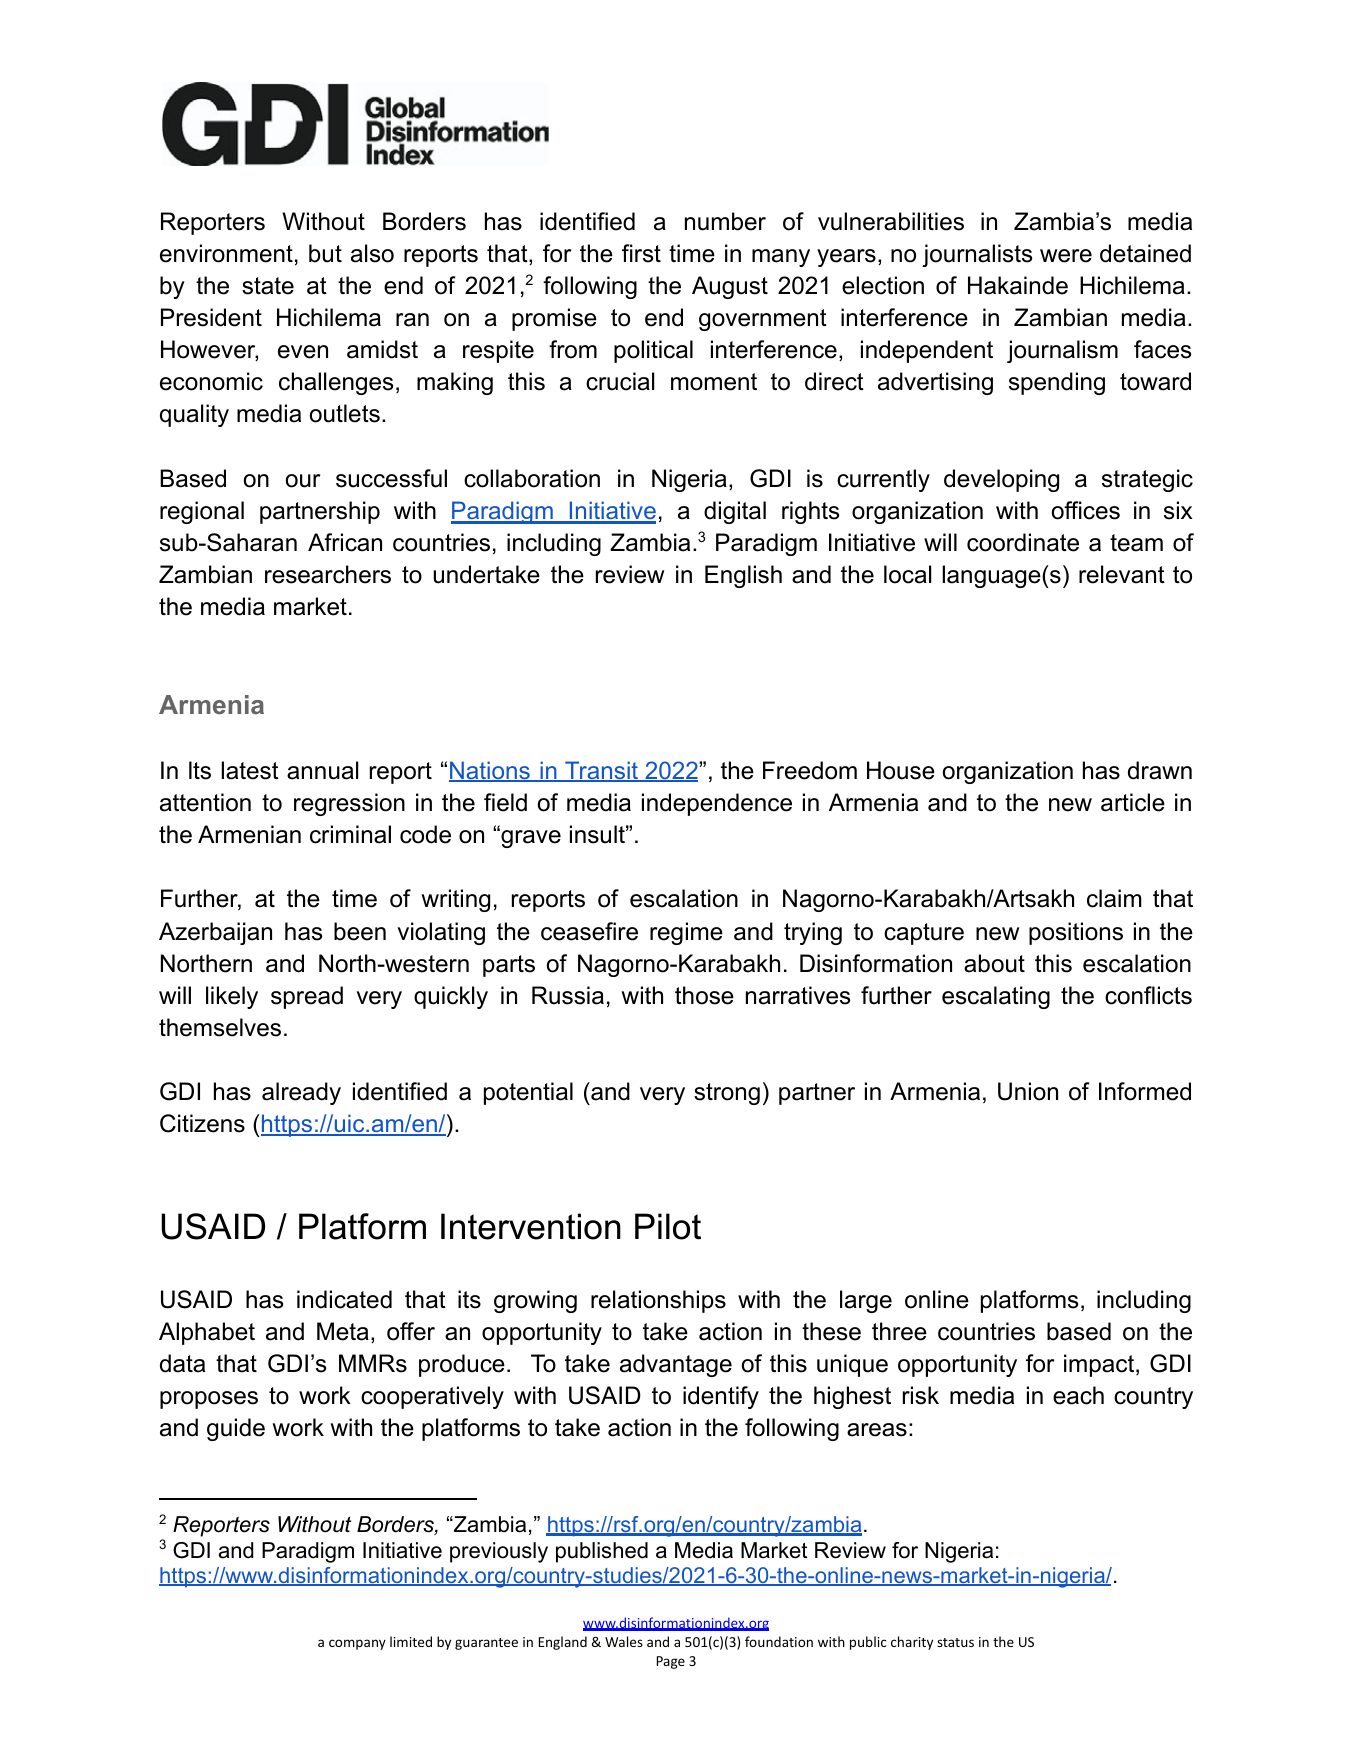 GDI Global
Disinformation
Index
Reporters Without Borders has identified a number of vulnerabilities in Zambia’s media
environment, but also reports that, for the first time in many years, no journalists were detained
by the state at the end of 2021,² following the August 2021 election of Hakainde Hichilema.
President Hichilema ran on a promise to end government interference in Zambian media.
However, even amidst a respite from political interference, independent journalism faces
economic challenges, making this a crucial moment to direct advertising spending toward
quality media outlets.
Based on our successful collaboration in Nigeria, GDI is currently developing a strategic
regional partnership with Paradigm Initiative, a digital rights organization with offices in six
sub-Saharan African countries, including Zambia.³ Paradigm Initiative will coordinate a team of
Zambian researchers to undertake the review in English and the local language(s) relevant to
the media market.
Armenia
In Its latest annual report “Nations in Transit 2022”, the Freedom House organization has drawn
attention to regression in the field of media independence in Armenia and to the new article in
the Armenian criminal code on “grave insult”.
Further, at the time of writing, reports of escalation in Nagorno-Karabakh/Artsakh claim that
Azerbaijan has been violating the ceasefire regime and trying to capture new positions in the
Northern and North-western parts of Nagorno-Karabakh. Disinformation about this escalation
will likely spread very quickly in Russia, with those narratives further escalating the conflicts
themselves.
GDI has already identified a potential (and very strong) partner in Armenia, Union of Informed
Citizens (https://uic.am/en/).
USAID / Platform Intervention Pilot
USAID has indicated that its growing relationships with the large online platforms, including
Alphabet and Meta, offer an opportunity to take action in these three countries based on the
data that GDI’s MMRs produce. To take advantage of this unique opportunity for impact, GDI
proposes to work cooperatively with USAID to identify the highest risk media in each country
and guide work with the platforms to take action in the following areas:
² Reporters Without Borders, “Zambia,” https://rsf.org/en/country/zambia.
³ GDI and Paradigm Initiative previously published a Media Market Review for Nigeria:
https://www.disinformationindex.org/country-studies/2021-6-30-the-online-news-market-in-nigeria/.
www.disinformationindex.org
a company limited by guarantee in England & Wales and a 501(c)(3) foundation with public charity status in the US
Page 3